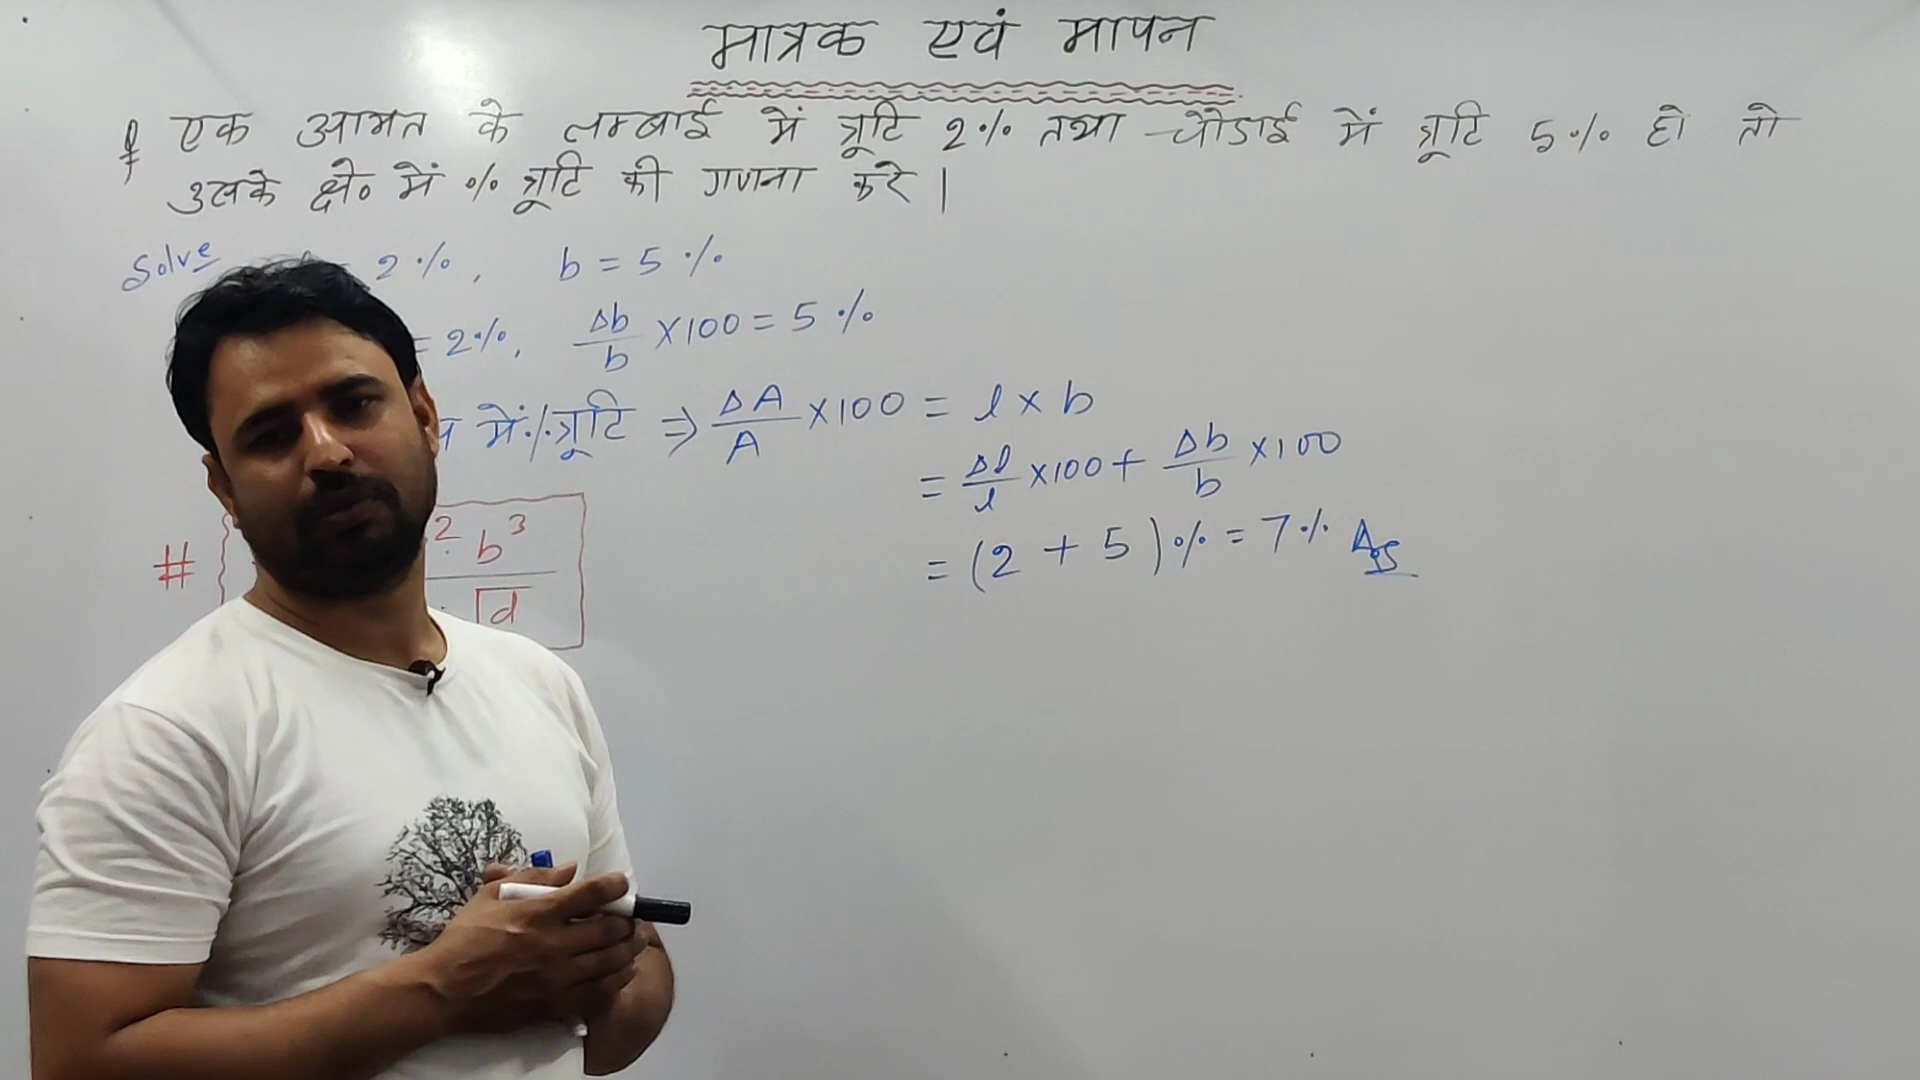 मात्रक एवं मापन
Q एक आयत के लम्बाई में त्रूटि 2% तथा चौडाई में त्रूटि 5% हो तो
उसके क्षे० में % त्रूटि की गणना करे।
Solve 2%, b = 5%
= 2%, Δb/b × 100 = 5%
में % त्रूटि ⇒ ΔA/A × 100 = l × b
= Δl/l × 100 + Δb/b × 100
= (2 + 5)% = 7% Ans
# 2 b³
√d